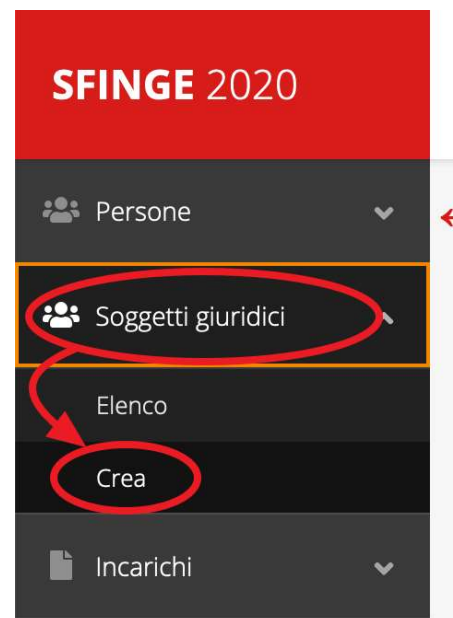 SFINGE 2020
Persone
Soggetti giuridici
Elenco
Crea
Incarichi